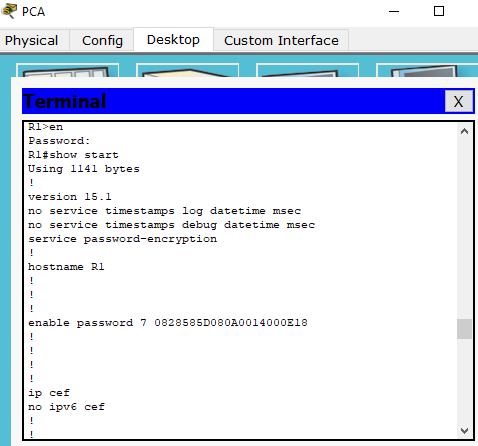 PCA
Physical Config Desktop Custom Interface
Terminal X
R1>en
Password:
R1#show start
Using 1141 bytes
!
version 15.1
no service timestamps log datetime msec
no service timestamps debug datetime msec
service password-encryption
!
hostname R1
!
!
!
enable password 7 0828585D080A0014000E18
!
!
!
!
ip cef
no ipv6 cef
!
!